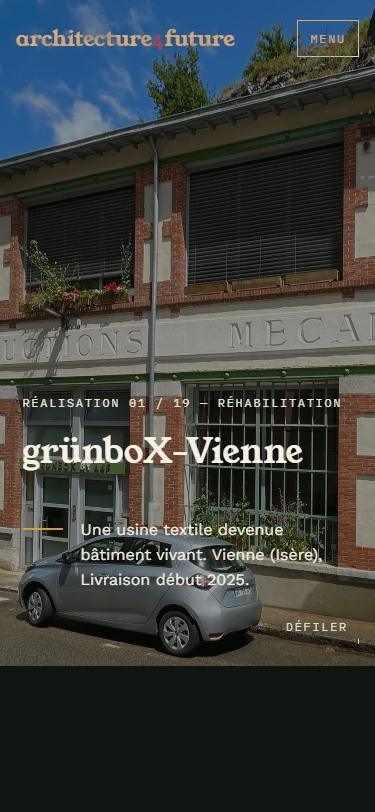 architecture4future
MENU
UCTIONS MECA
RÉALISATION 01 / 19 — RÉHABILITATION
grünboX-Vienne
Une usine textile devenue
bâtiment vivant. Vienne (Isère),
Livraison début 2025.
DÉFILER